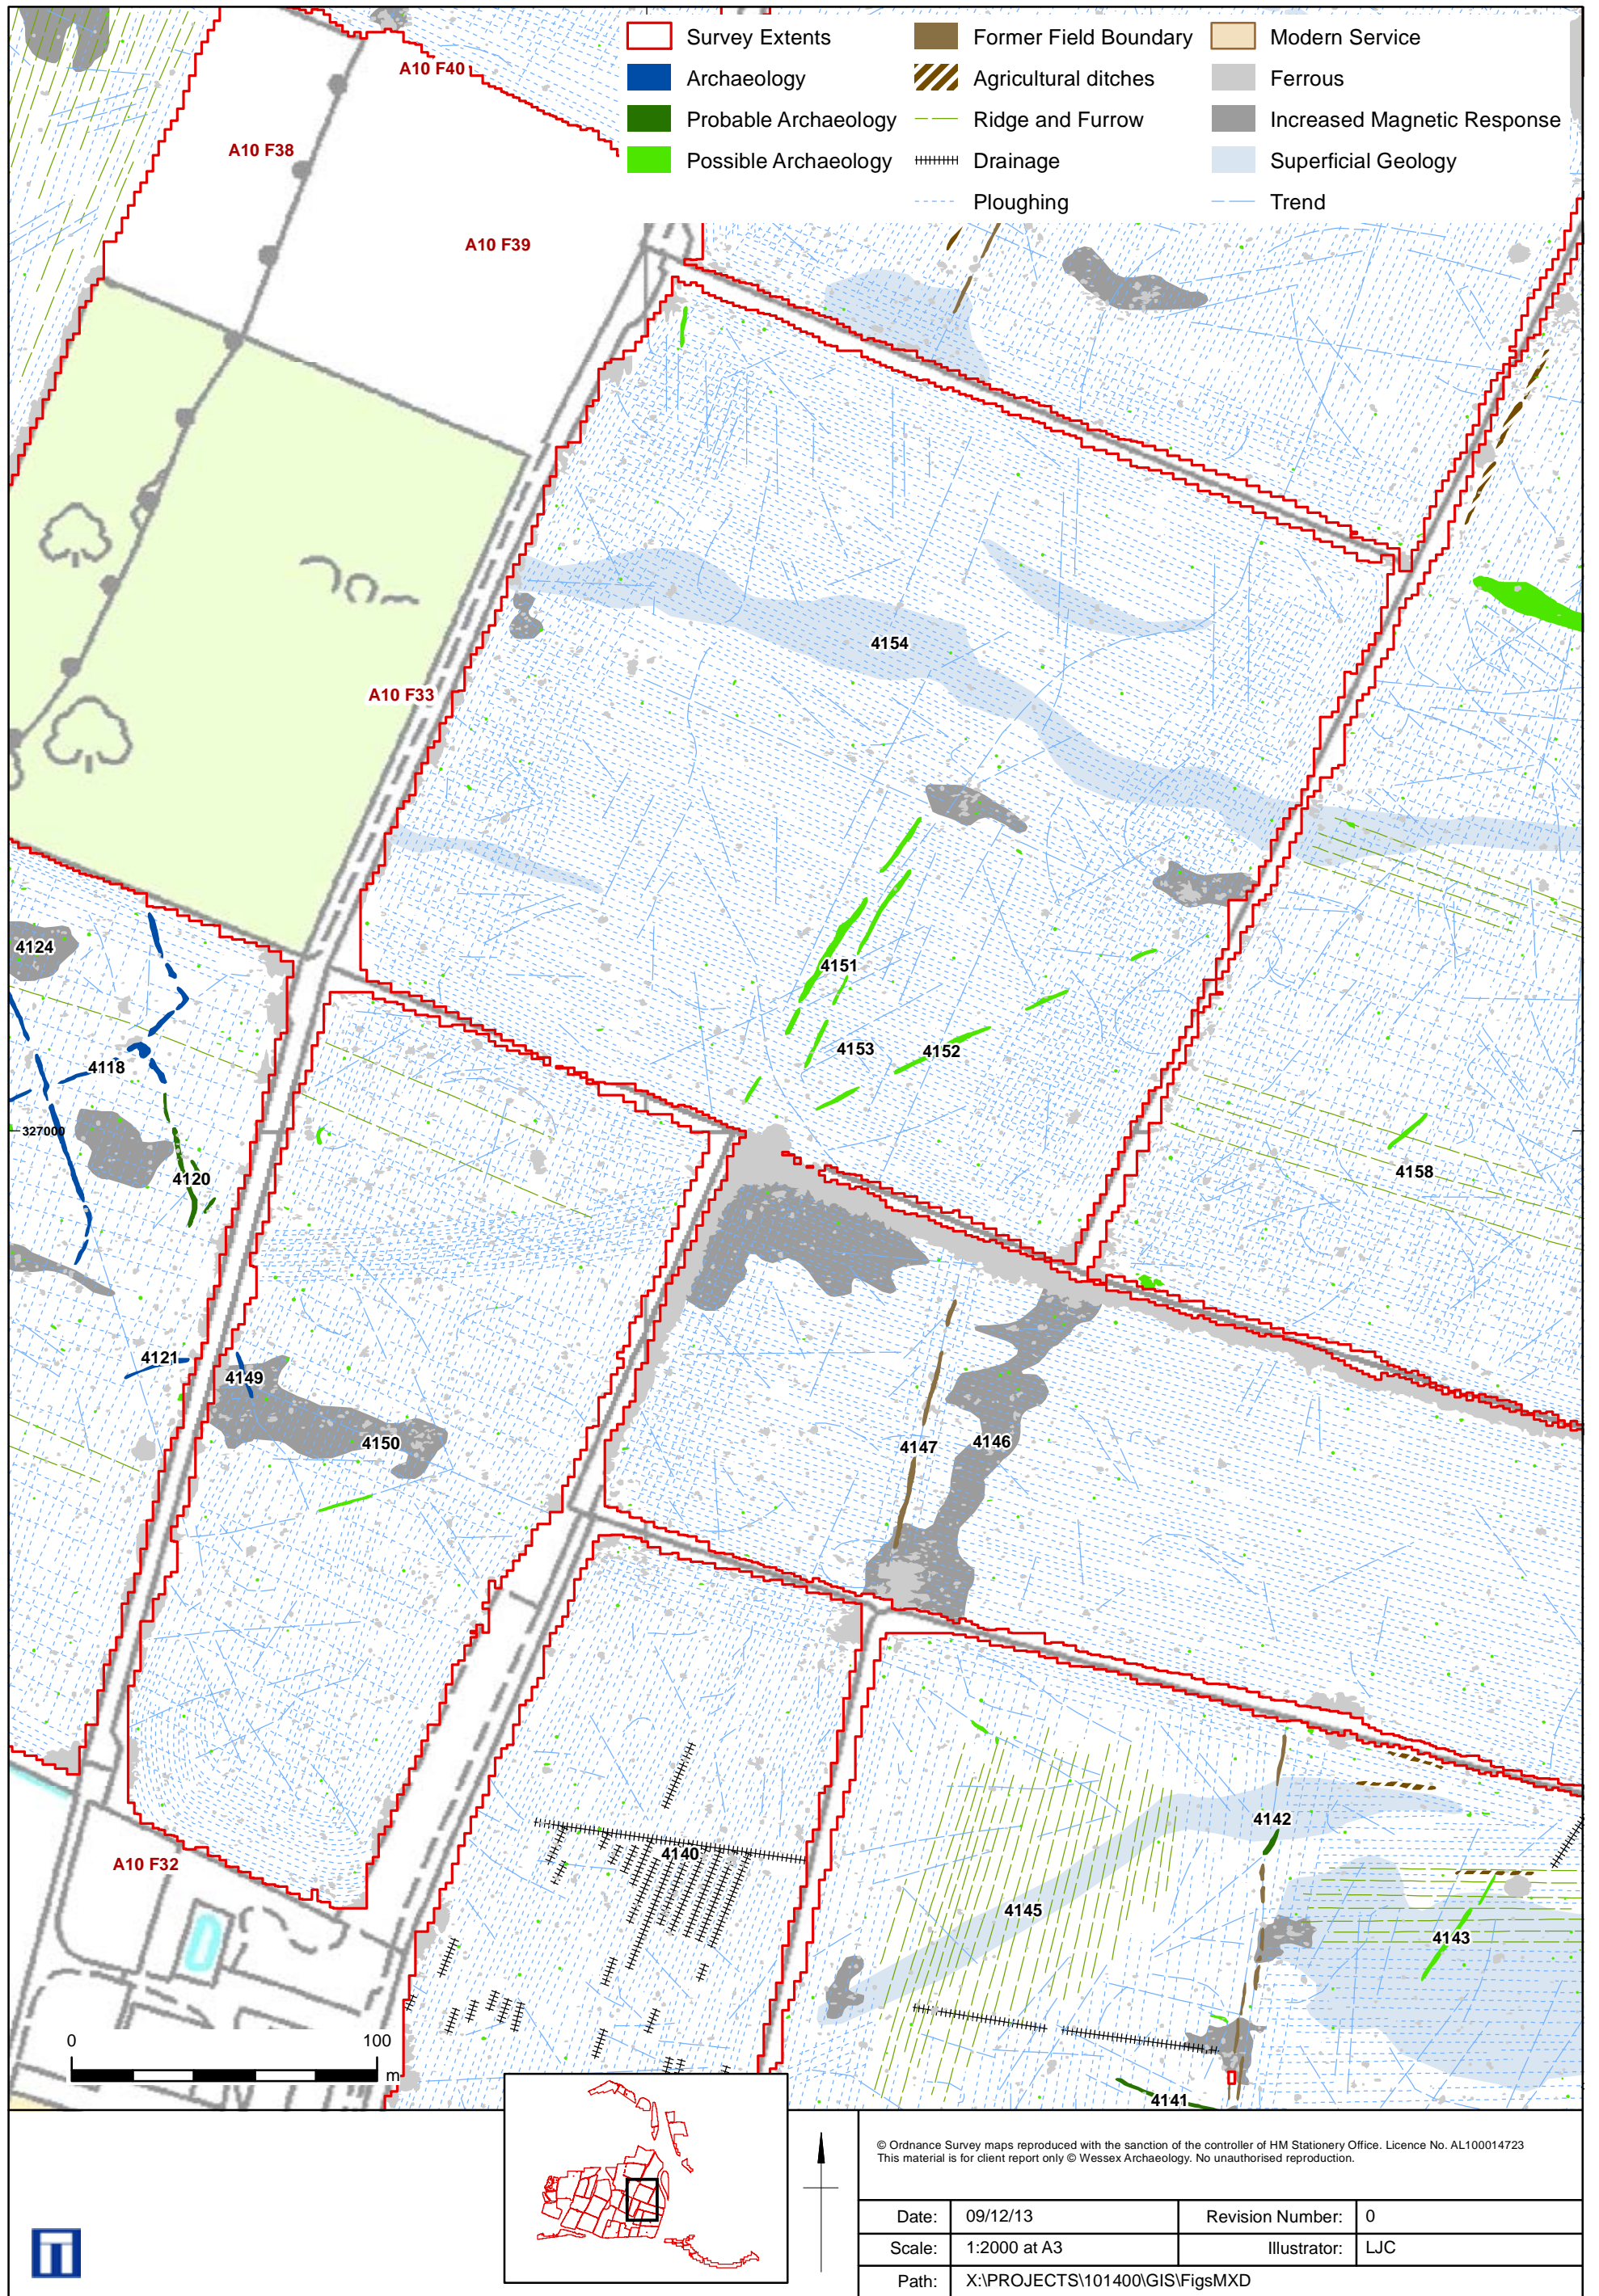 Survey Extents
Archaeology
Probable Archaeology
Possible Archaeology
Former Field Boundary
Agricultural ditches
Ridge and Furrow
Drainage
Ploughing
Modern Service
Ferrous
Increased Magnetic Response
Superficial Geology
Trend
A10 F40
A10 F38
A10 F39
4154
A10 F33
4124
4151
4153
4152
4118
327000
4120
4158
4121
4149
4150
4147
4146
4142
4140
A10 F32
4145
4143
4141
0
100
m
© Ordnance Survey maps reproduced with the sanction of the controller of HM Stationery Office. Licence No. AL100014723
This material is for client report only © Wessex Archaeology. No unauthorised reproduction.
Date: 09/12/13 Revision Number: 0
Scale: 1:2000 at A3 Illustrator: LJC
Path: X:\PROJECTS\101400\GIS\FigsMXD